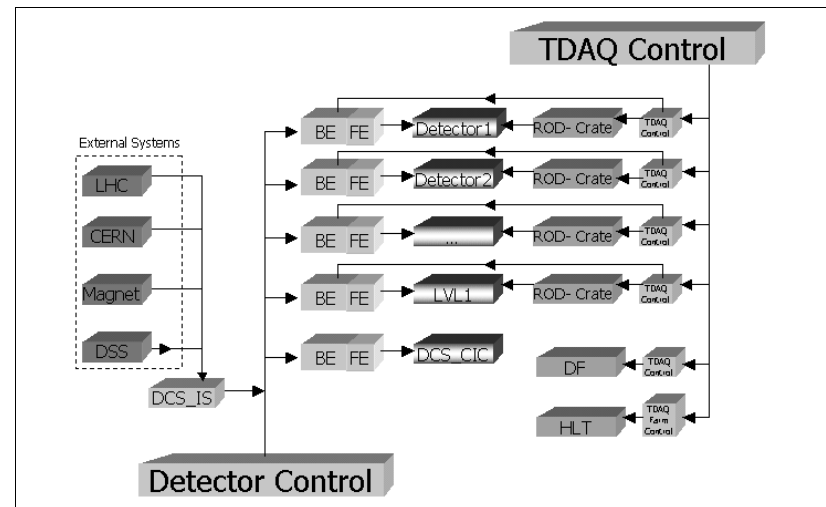 TDAQ Control
BE FE Detector1 ROD- Crate TDAQ Control
External Systems
LHC
BE FE Detector2 ROD- Crate TDAQ Control
CERN
BE FE ... ROD- Crate TDAQ Control
Magnet
BE FE LVL1 ROD- Crate TDAQ Control
DSS
BE FE DCS_CIC
DF TDAQ Control
DCS_IS
HLT TDAQ Farm Control
Detector Control